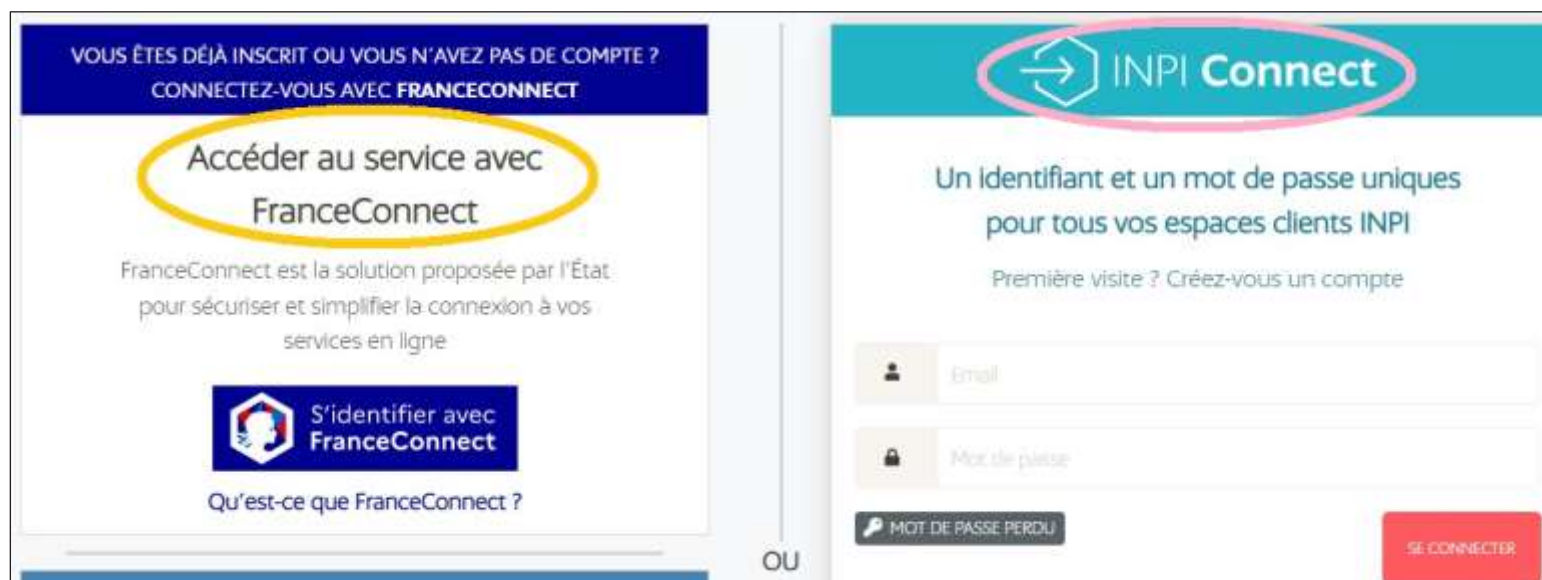 VOUS ÊTES DÉJÀ INSCRIT OU VOUS N'AVEZ PAS DE COMPTE ?
CONNECTEZ-VOUS AVEC FRANCECONNECT
Accéder au service avec
FranceConnect
FranceConnect est la solution proposée par l'État
pour sécuriser et simplifier la connexion à vos
services en ligne
S'identifier avec
FranceConnect
Qu'est-ce que FranceConnect ?
OU
INPI Connect
Un identifiant et un mot de passe uniques
pour tous vos espaces clients INPI
Première visite ? Créez-vous un compte
Email
Mot de passe
MOT DE PASSE PERDU
SE CONNECTER